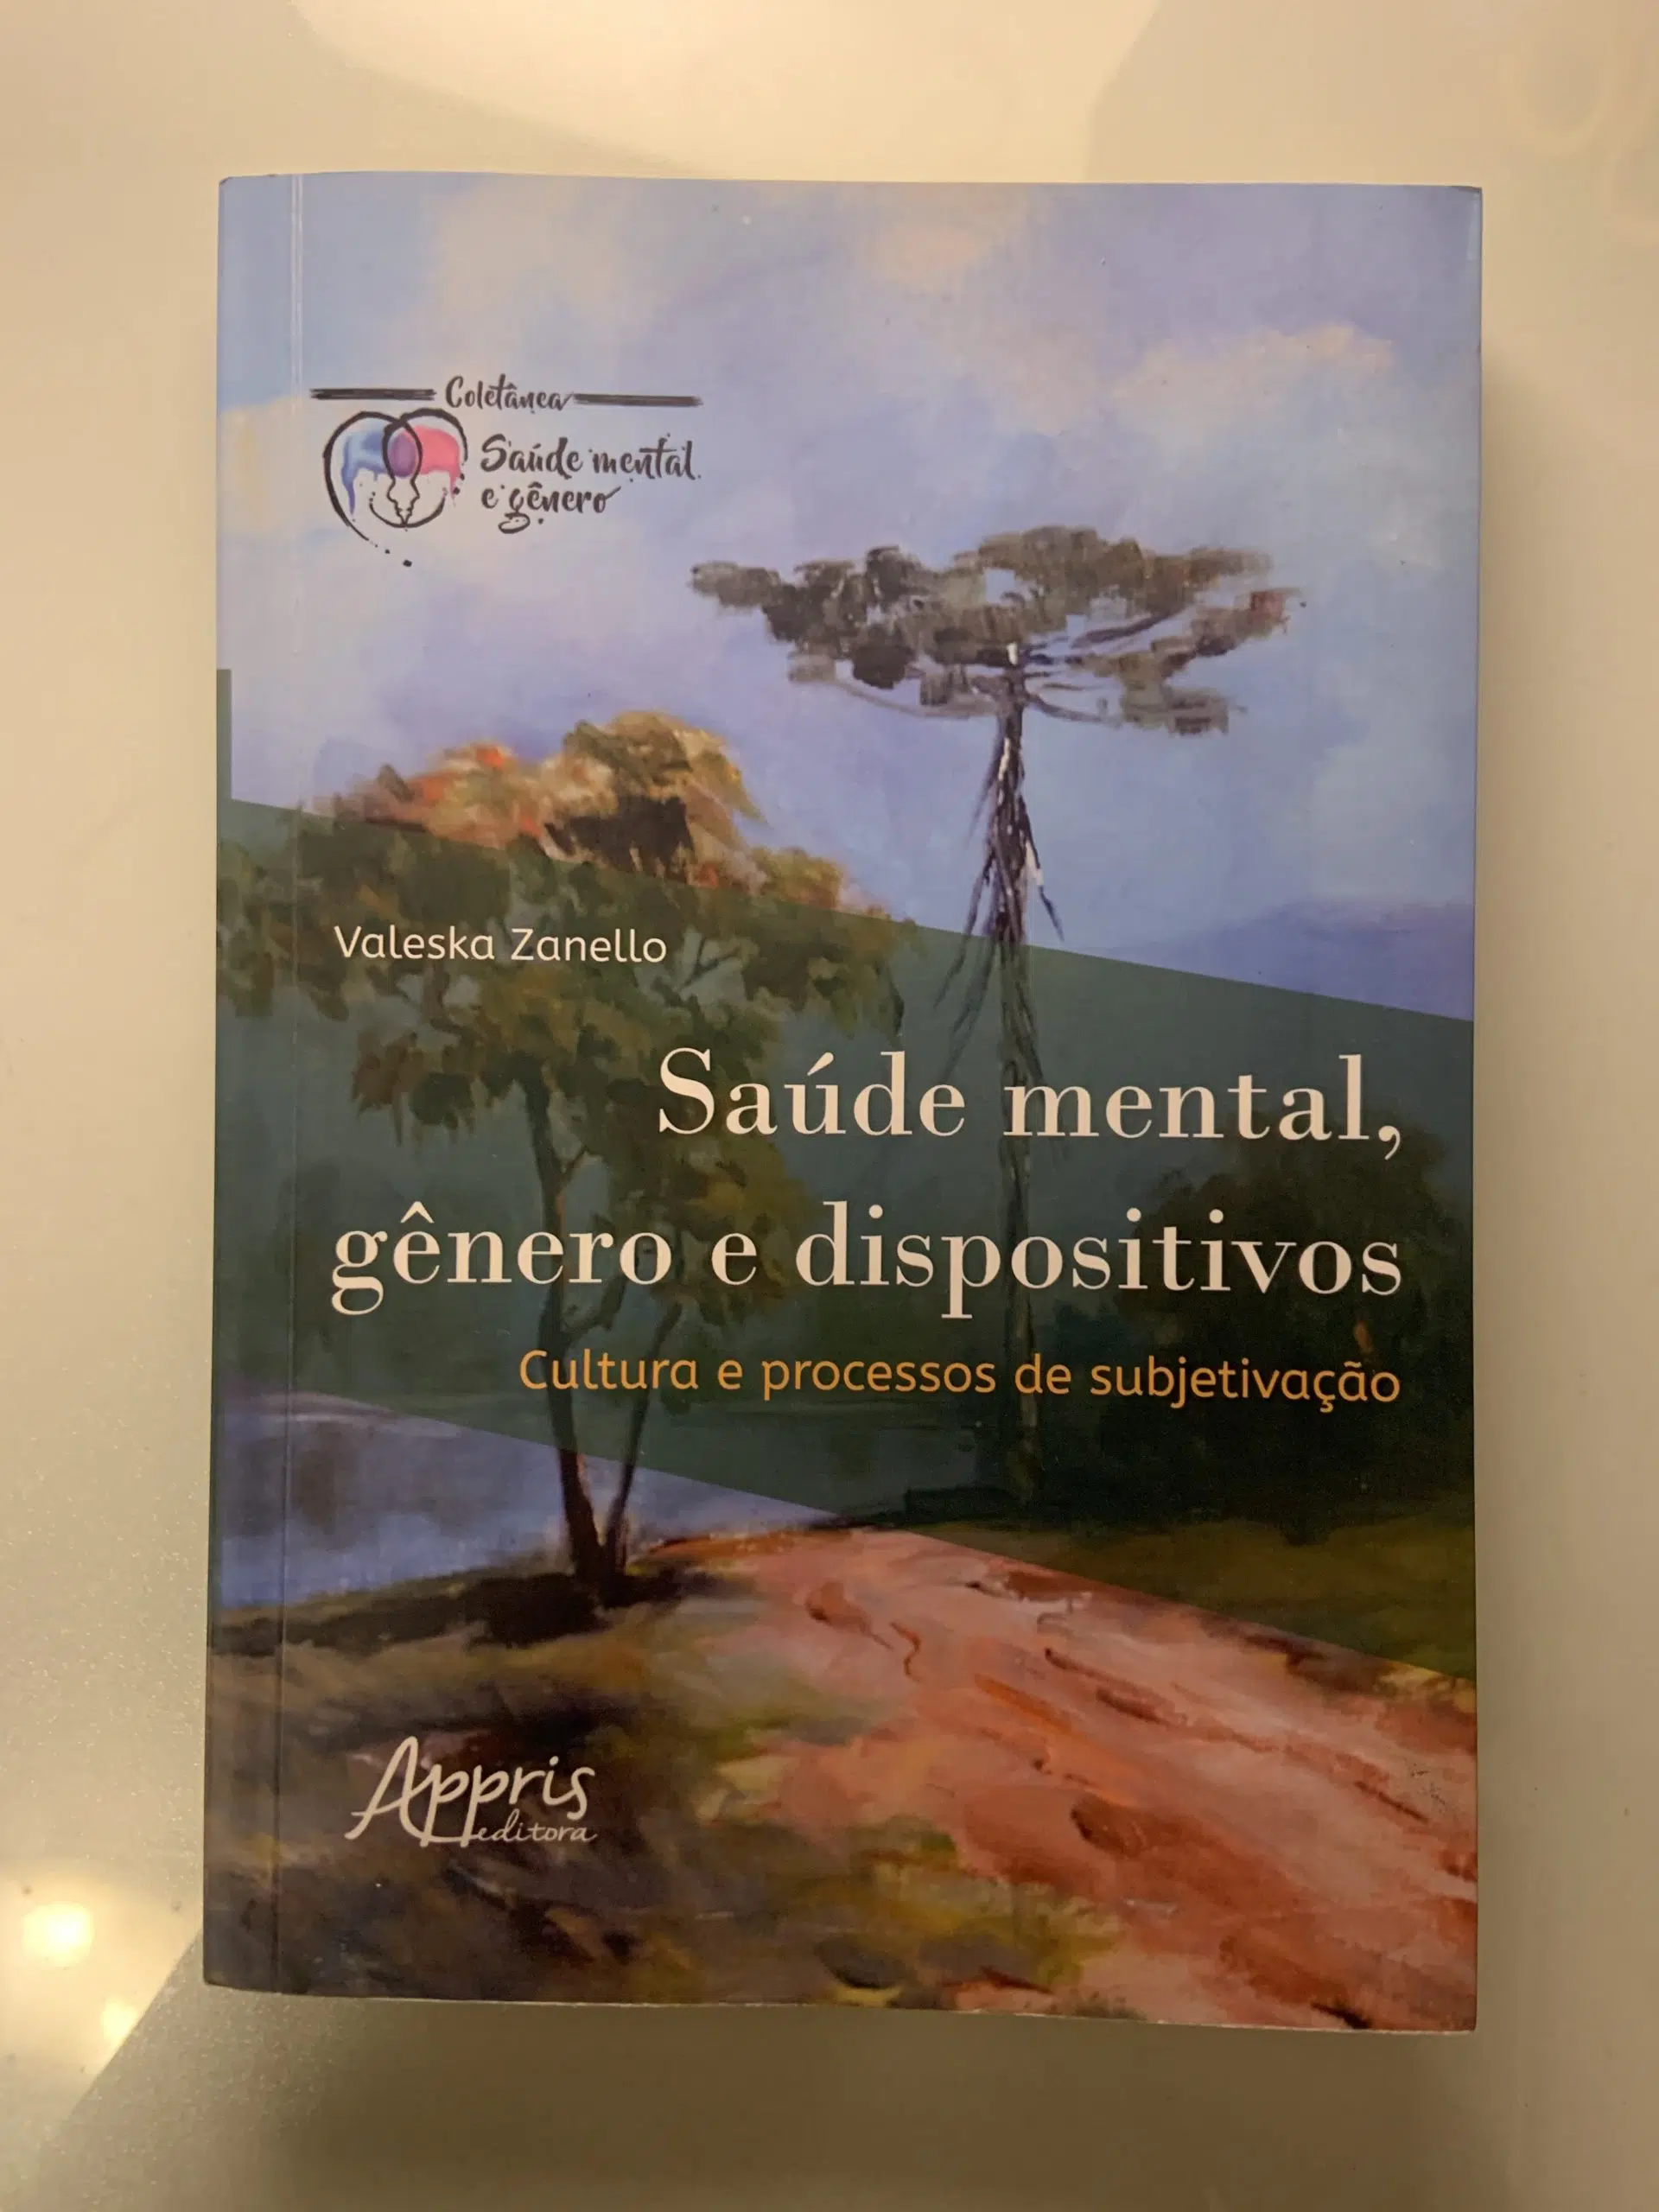 Coletânea
Saúde mental
e gênero
Valeska Zanello
Saúde mental,
gênero e dispositivos
Cultura e processos de subjetivação
Appris
editora